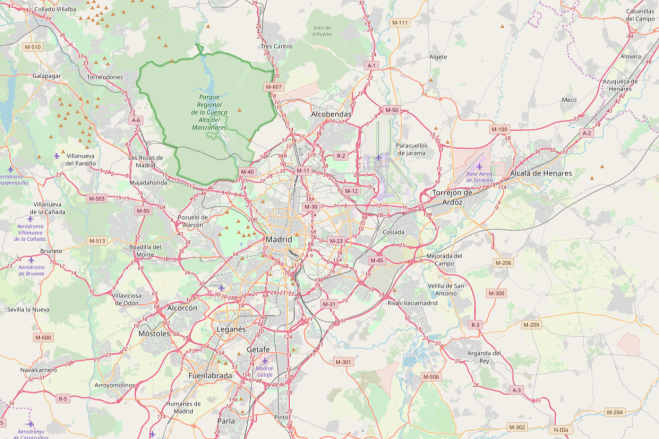 Collado Villalba
Cabanillas
del Campo
M-111
Soto de
Viñuelas
M-510
Tres Cantos
Algete
Alovera
Galapagar
Torrelodones
A-1
Azuqueca de
Henares
M-607
Parque
Regional
de la Cuenca
Alta del
Manzanares
Meco
M-50
Alcobendas
A-6
M-100
A-2
Paracuellos
de Jarama
Villanueva
del Pardillo
Las Rozas de
Madrid
R-2
Base Aérea
de Torrejón
M-40
M-11
Alcalá de Henares
Majadahonda
M-12
Torrejón de
Ardoz
M-503
Villanueva
de la Cañada
M-50
M-30
Pozuelo de
Alarcón
Aeródromo
Villanueva
de la Cañada
Coslada
M-513
Madrid
M-23
Brunete
Boadilla del
Monte
Mejorada del
Campo
M-45
M-206
Aeródromo
de Brunete
Velilla de San
Antonio
Villaviciosa
de Odón
M-300
Sevilla la Nueva
Alcorcón
M-31
Rivas-Vaciamadrid
Leganés
R-3
M-209
Móstoles
M-600
Getafe
Arganda del
Rey
M-301
Madrid-
Getafe
Navalcarnero
Fuenlabrada
M-506
Arroyomolinos
A-3
R-5
Humanes de
Madrid
M-204
Parla
Pinto
M-302
N-IIIa
Aeródromo